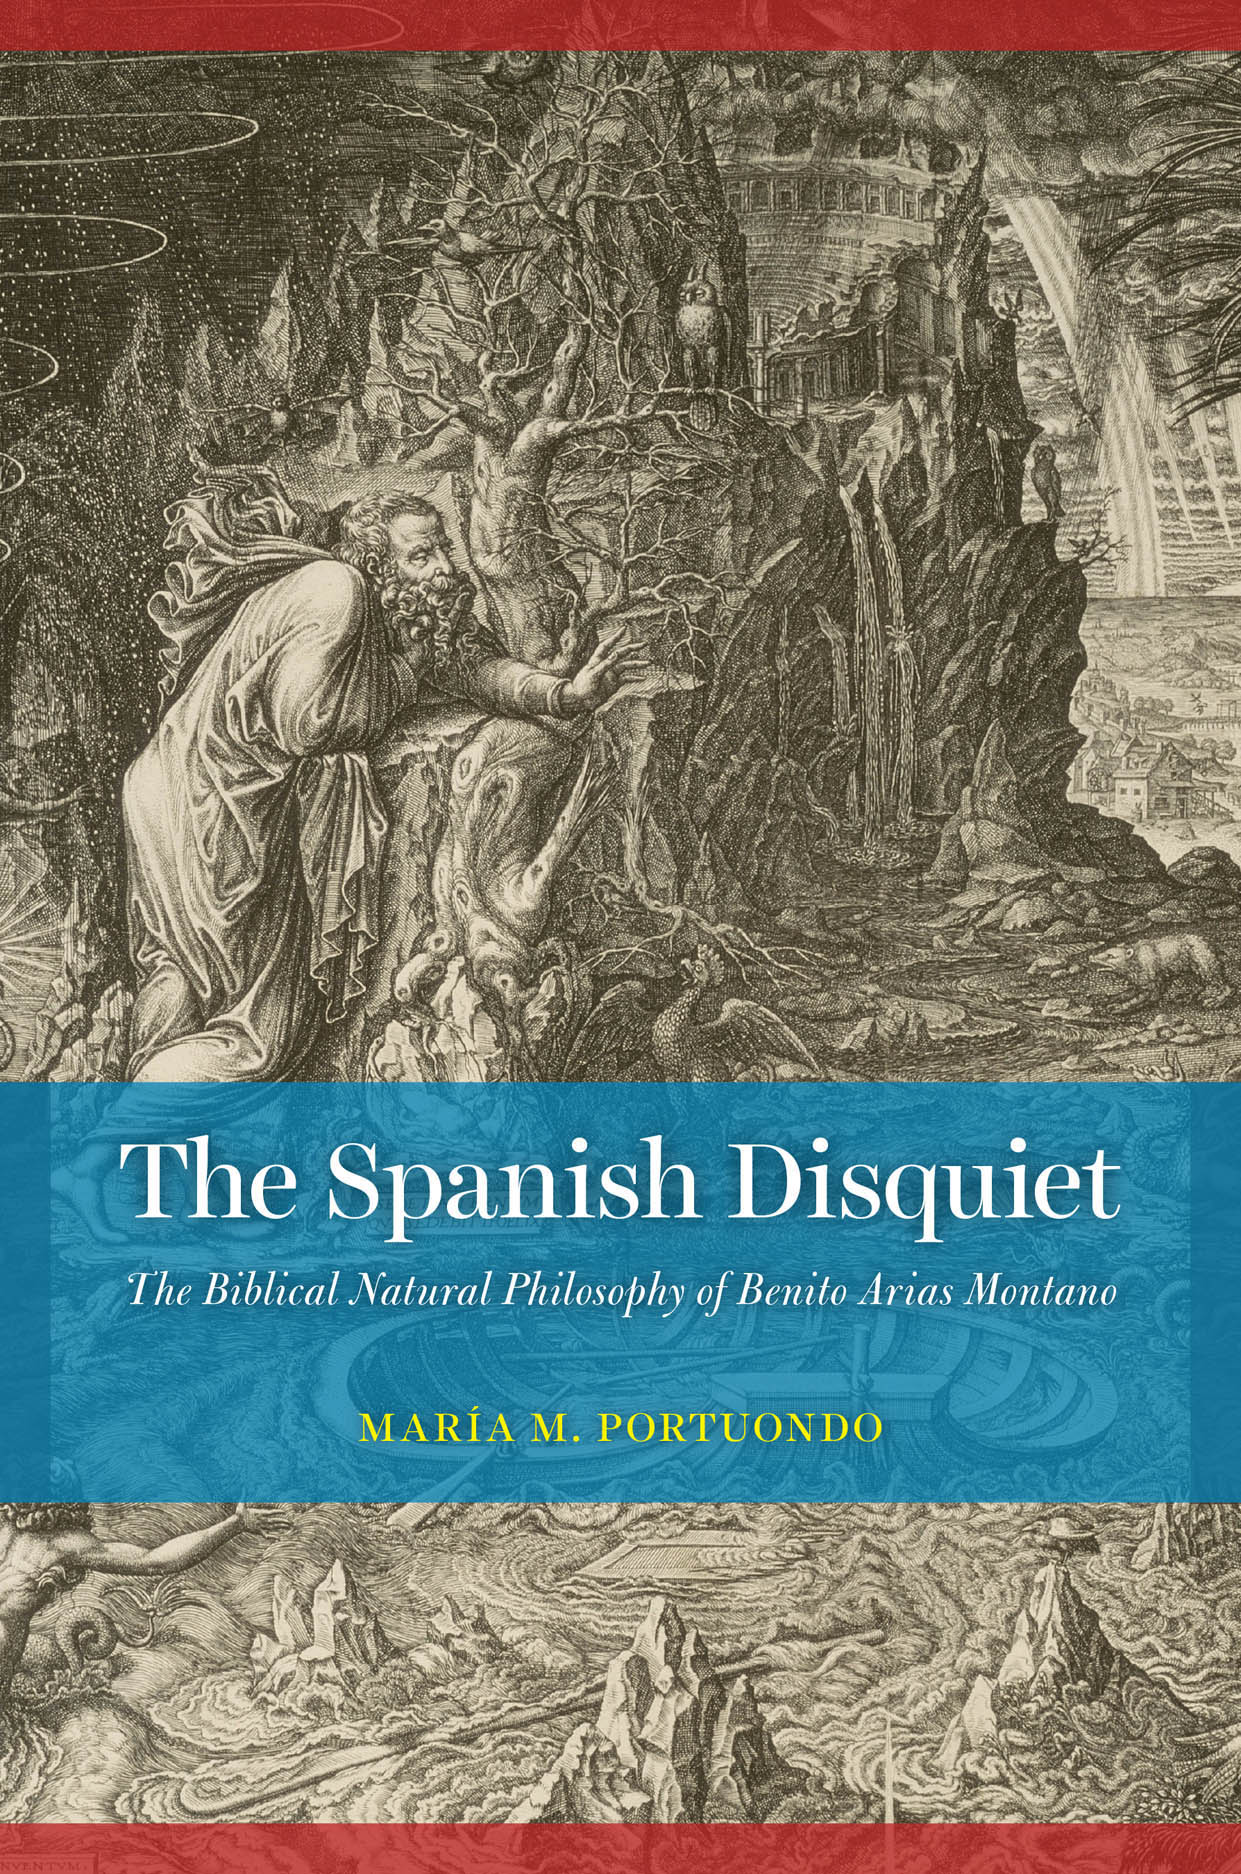 The Spanish Disquiet
The Biblical Natural Philosophy of Benito Arias Montano
MARÍA M. PORTUONDO